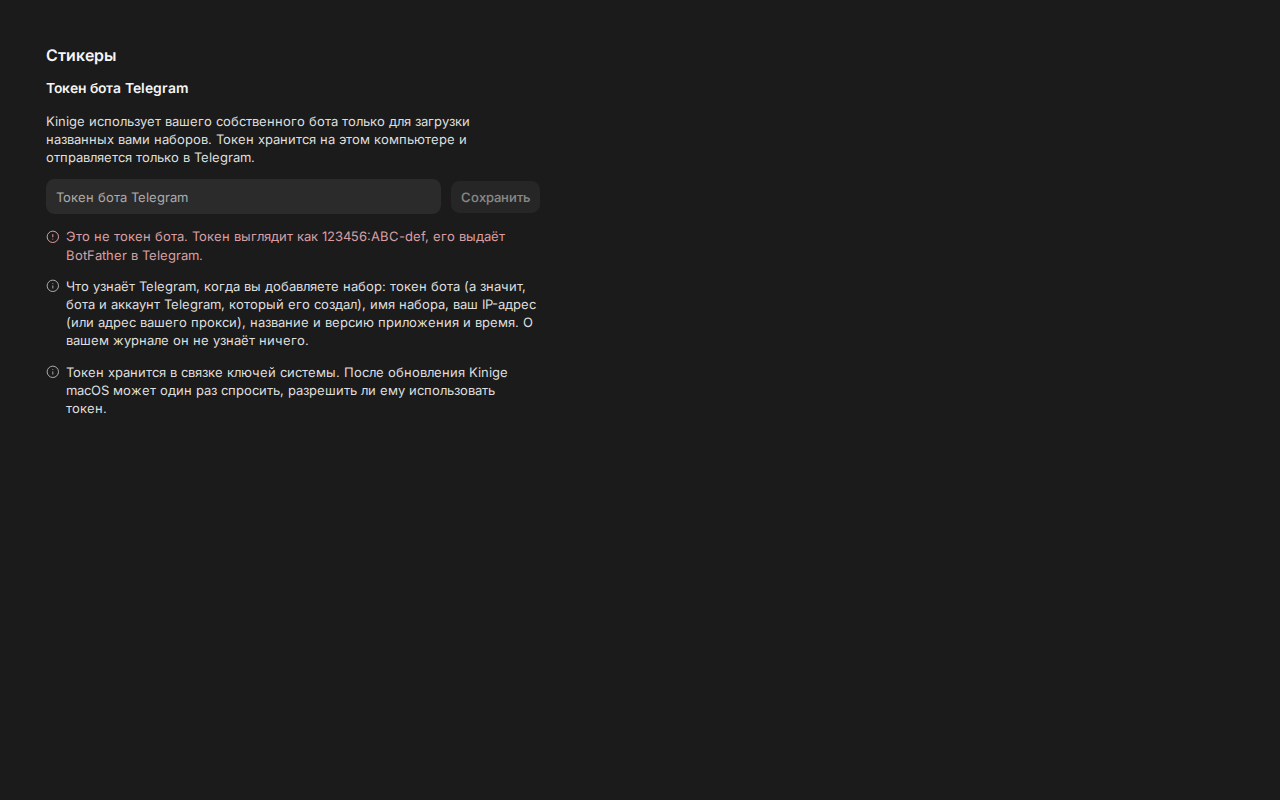 Стикеры
Токен бота Telegram
Kinige использует вашего собственного бота только для загрузки
названных вами наборов. Токен хранится на этом компьютере и
отправляется только в Telegram.
Токен бота Telegram
Сохранить
Это не токен бота. Токен выглядит как 123456:ABC-def, его выдаёт
BotFather в Telegram.
Что узнаёт Telegram, когда вы добавляете набор: токен бота (а значит,
бота и аккаунт Telegram, который его создал), имя набора, ваш IP-адрес
(или адрес вашего прокси), название и версию приложения и время. О
вашем журнале он не узнаёт ничего.
Токен хранится в связке ключей системы. После обновления Kinige
macOS может один раз спросить, разрешить ли ему использовать
токен.